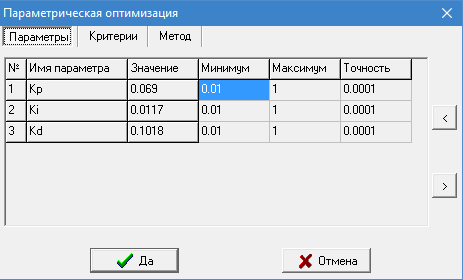 Параметрическая оптимизация
Параметры Критерии Метод
№ Имя параметра Значение Минимум Максимум Точность
1 Kp 0.069 0.01 1 0.0001
2 Ki 0.0117 0.01 1 0.0001
3 Kd 0.1018 0.01 1 0.0001
<
>
Да Отмена